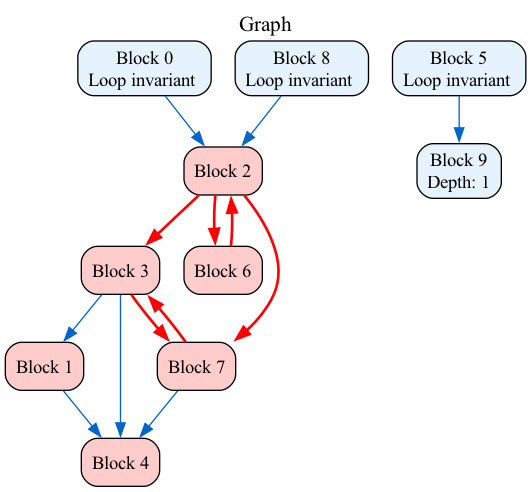 Graph
Block 0
Loop invariant
Block 8
Loop invariant
Block 5
Loop invariant
Block 2
Block 9
Depth: 1
Block 3
Block 6
Block 1
Block 7
Block 4